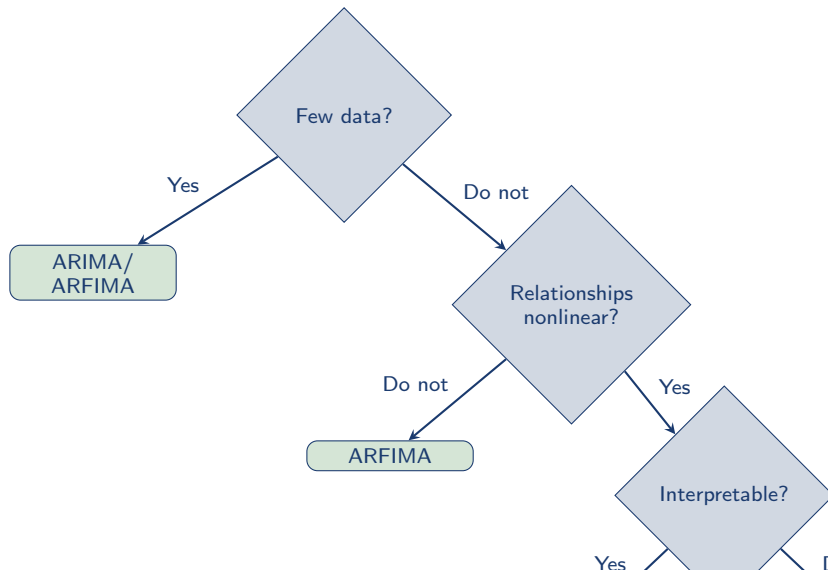 Few data?
Yes
Do not
ARIMA/
ARFIMA
Relationships
nonlinear?
Do not
Yes
ARFIMA
Interpretable?
Yes